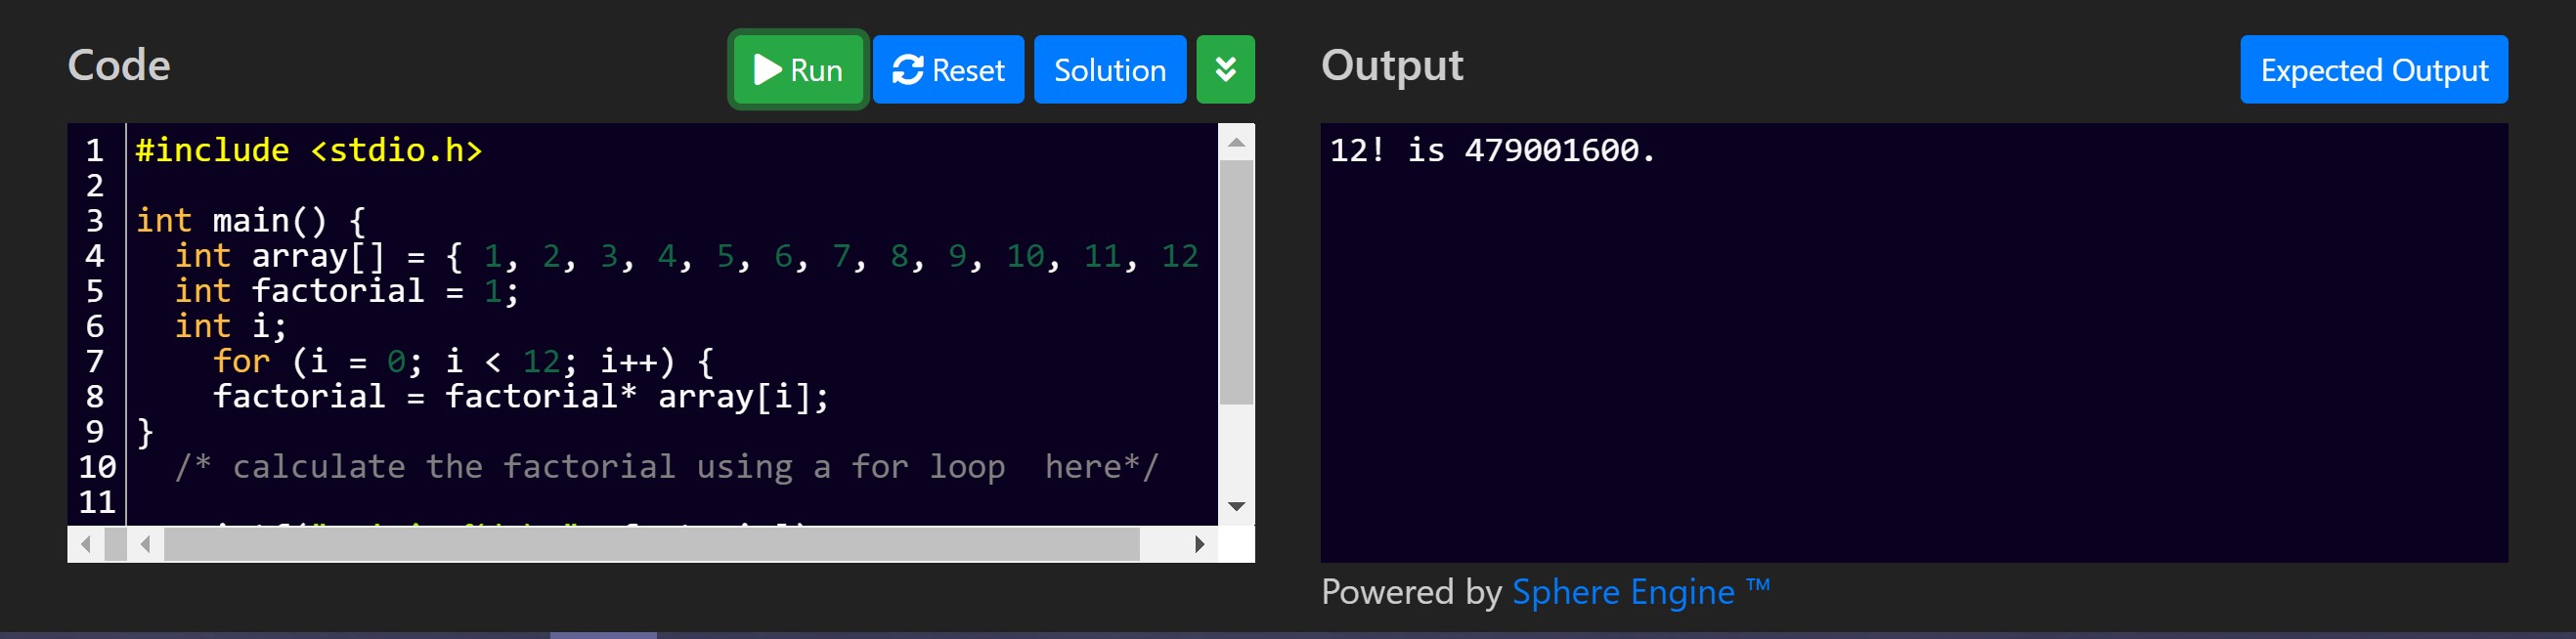 Code
Run Reset Solution
Output
Expected Output
1 #include <stdio.h>
2
3 int main() {
4   int array[] = { 1, 2, 3, 4, 5, 6, 7, 8, 9, 10, 11, 12
5   int factorial = 1;
6   int i;
7     for (i = 0; i < 12; i++) {
8     factorial = factorial* array[i];
9 }
10   /* calculate the factorial using a for loop  here*/
11
12! is 479001600.
Powered by Sphere Engine ™